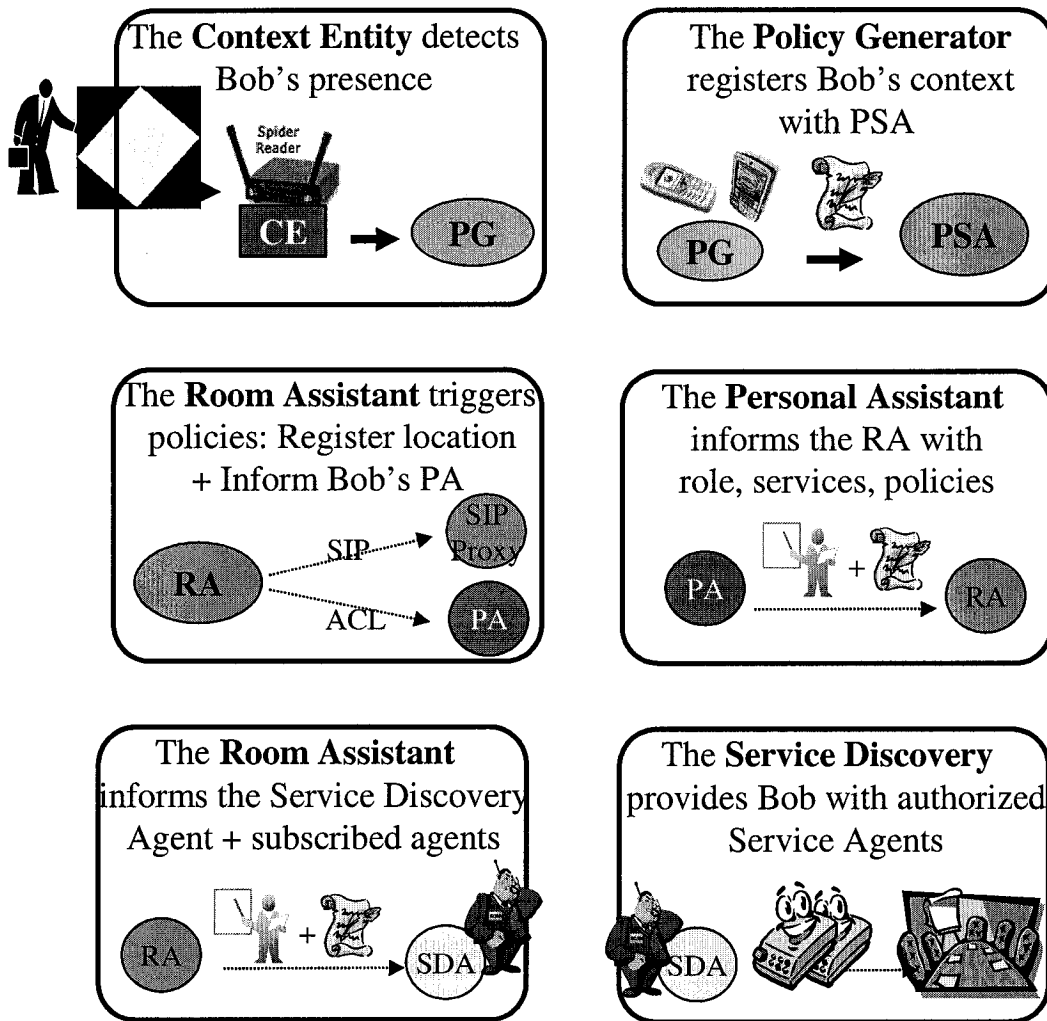 The Context Entity detects
Bob's presence
Spider
Reader
CE
PG
The Policy Generator
registers Bob's context
with PSA
PG
PSA
The Room Assistant triggers
policies: Register location
+ Inform Bob's PA
RA
SIP
SIP
Proxy
ACL
PA
The Personal Assistant
informs the RA with
role, services, policies
PA
+
RA
The Room Assistant
informs the Service Discovery
Agent + subscribed agents
RA
+
SDA
The Service Discovery
provides Bob with authorized
Service Agents
SDA